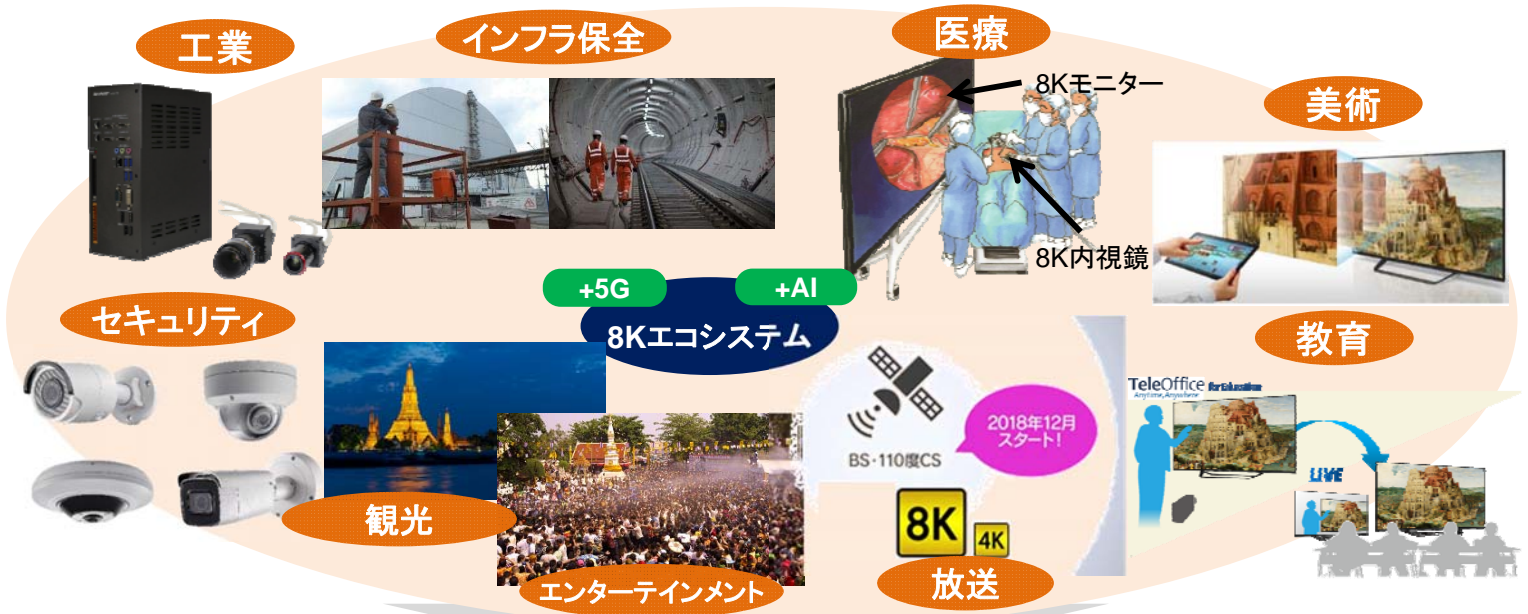 工業
インフラ保全
医療
8Kモニター
美術
8K内視鏡
+5G
+AI
8Kエコシステム
セキュリティ
教育
TeleOffice for Education
Anytime, Anywhere
2018年12月
スタート!
BS・110度CS
LIVE
8K
4K
観光
エンターテインメント
放送